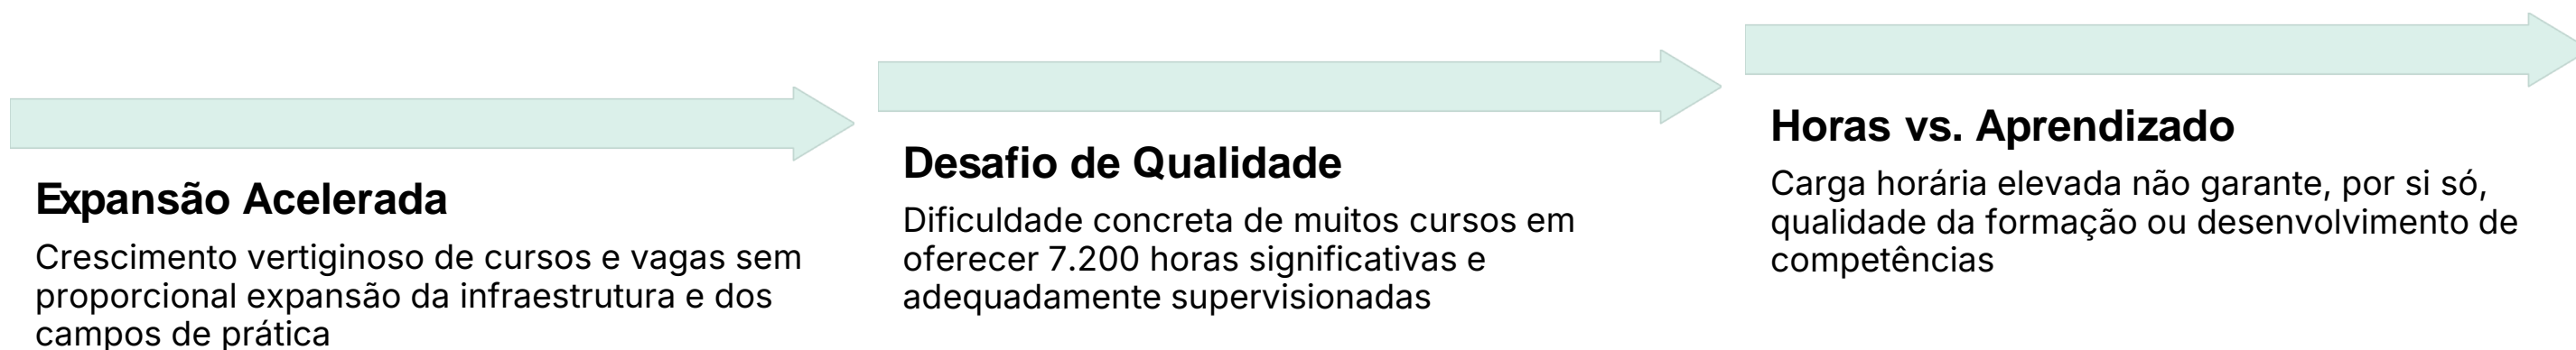 Expansão Acelerada
Crescimento vertiginoso de cursos e vagas sem
proporcional expansão da infraestrutura e dos
campos de prática
Desafio de Qualidade
Dificuldade concreta de muitos cursos em
oferecer 7.200 horas significativas e
adequadamente supervisionadas
Horas vs. Aprendizado
Carga horária elevada não garante, por si só,
qualidade da formação ou desenvolvimento de
competências